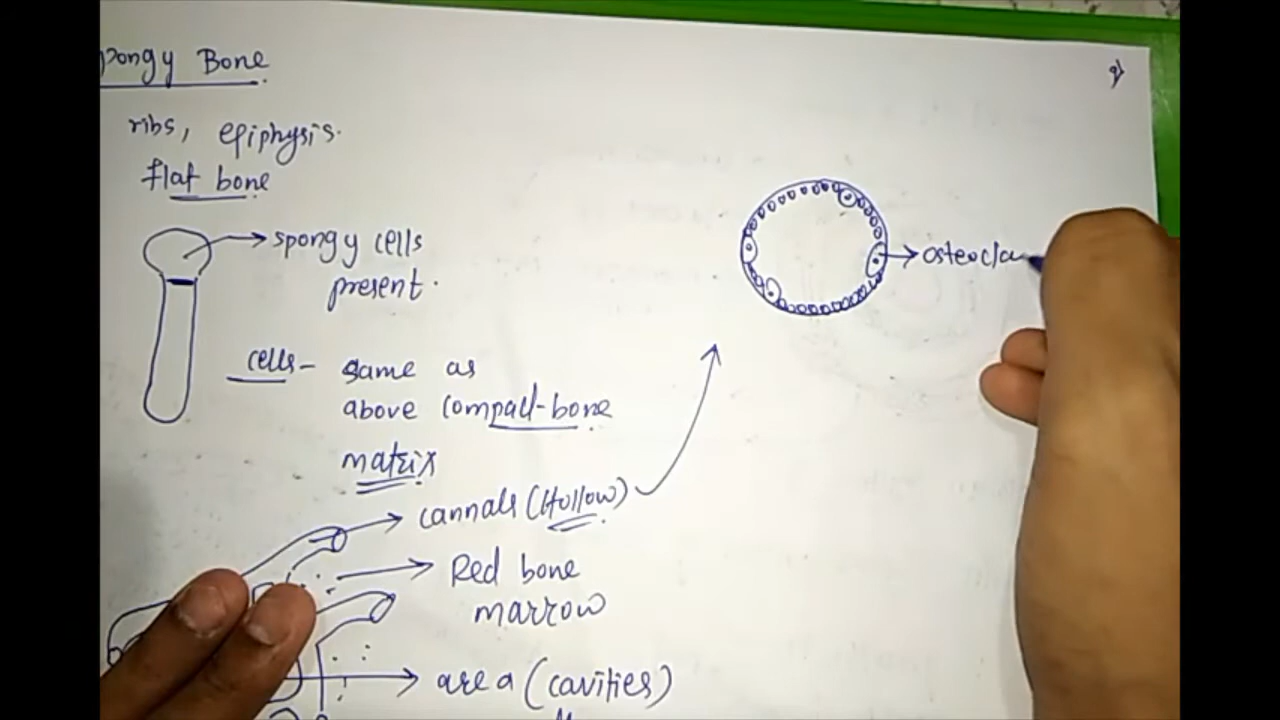 pongy Bone
ribs, epiphysis.
flat bone
spongy cells
present.
cells - same as
above compact-bone
matrix
cannals (Hollow)
Red bone
marrow
area (cavities)
osteocla